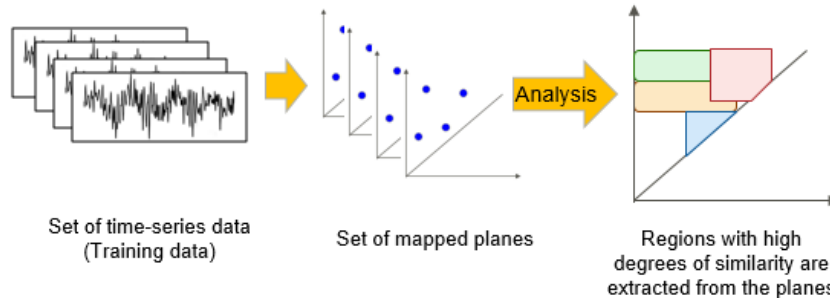 Analysis
Set of time-series data
(Training data)
Set of mapped planes
Regions with high
degrees of similarity are
extracted from the planes